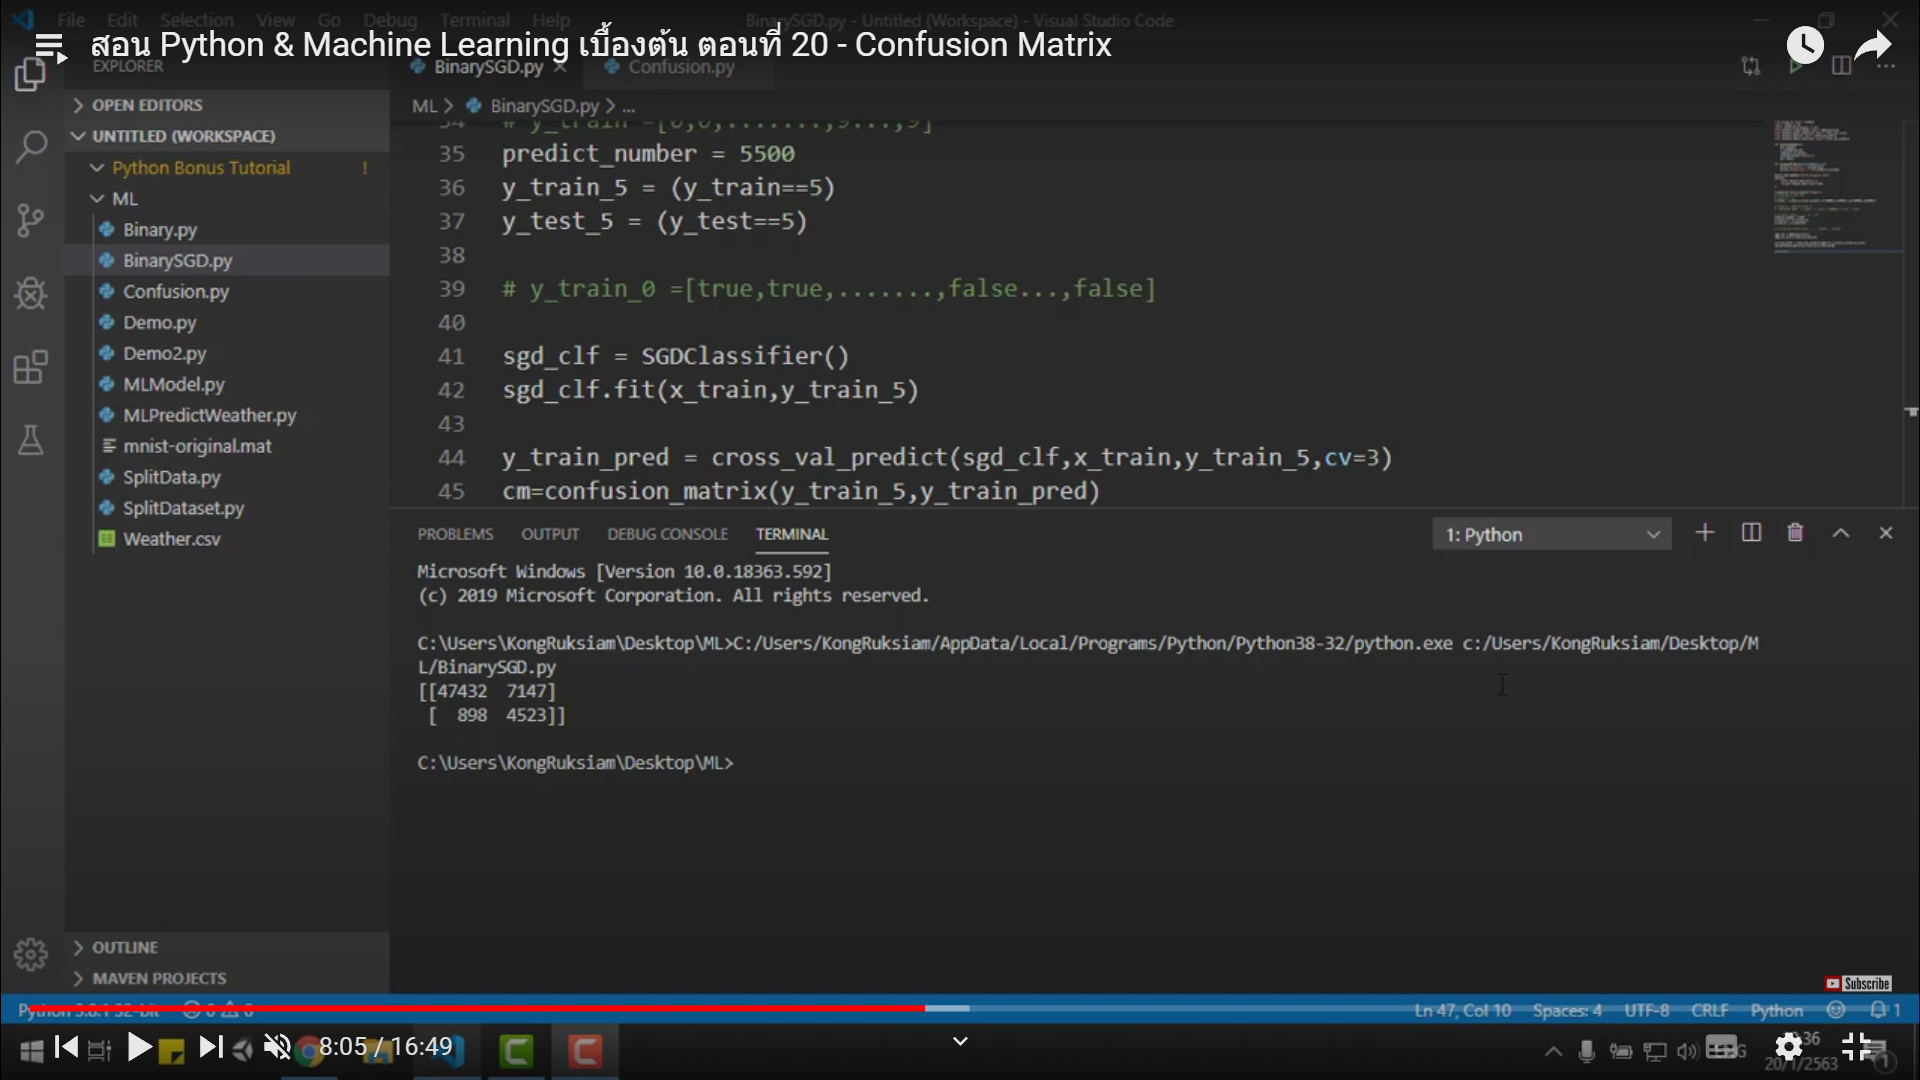 File Edit Selection View Go Debug Terminal Help
BinarySGD.py - Untitled (Workspace) - Visual Studio Code
สอน Python & Machine Learning เบื้องต้น ตอนที่ 20 - Confusion Matrix
EXPLORER
BinarySGD.py
Confusion.py
OPEN EDITORS
UNTITLED (WORKSPACE)
Python Bonus Tutorial !
ML
Binary.py
BinarySGD.py
Confusion.py
Demo.py
Demo2.py
MLModel.py
MLPredictWeather.py
mnist-original.mat
SplitData.py
SplitDataset.py
Weather.csv
OUTLINE
MAVEN PROJECTS
ML > BinarySGD.py > ...
34 # y_train =[0,0,.......,9...,9]
35 predict_number = 5500
36 y_train_5 = (y_train==5)
37 y_test_5 = (y_test==5)
38
39 # y_train_0 =[true,true,.......,false...,false]
40
41 sgd_clf = SGDClassifier()
42 sgd_clf.fit(x_train,y_train_5)
43
44 y_train_pred = cross_val_predict(sgd_clf,x_train,y_train_5,cv=3)
45 cm=confusion_matrix(y_train_5,y_train_pred)
PROBLEMS OUTPUT DEBUG CONSOLE TERMINAL
1: Python
Microsoft Windows [Version 10.0.18363.592]
(c) 2019 Microsoft Corporation. All rights reserved.
C:\Users\KongRuksiam\Desktop\ML>C:/Users/KongRuksiam/AppData/Local/Programs/Python/Python38-32/python.exe c:/Users/KongRuksiam/Desktop/M
L/BinarySGD.py
[[47432 7147]
[ 898 4523]]
C:\Users\KongRuksiam\Desktop\ML>
Subscribe
Python 3.8.1 32-bit 0 0
Ln 47, Col 10 Spaces: 4 UTF-8 CRLF Python 1
8:05 / 16:49
20/1/2563